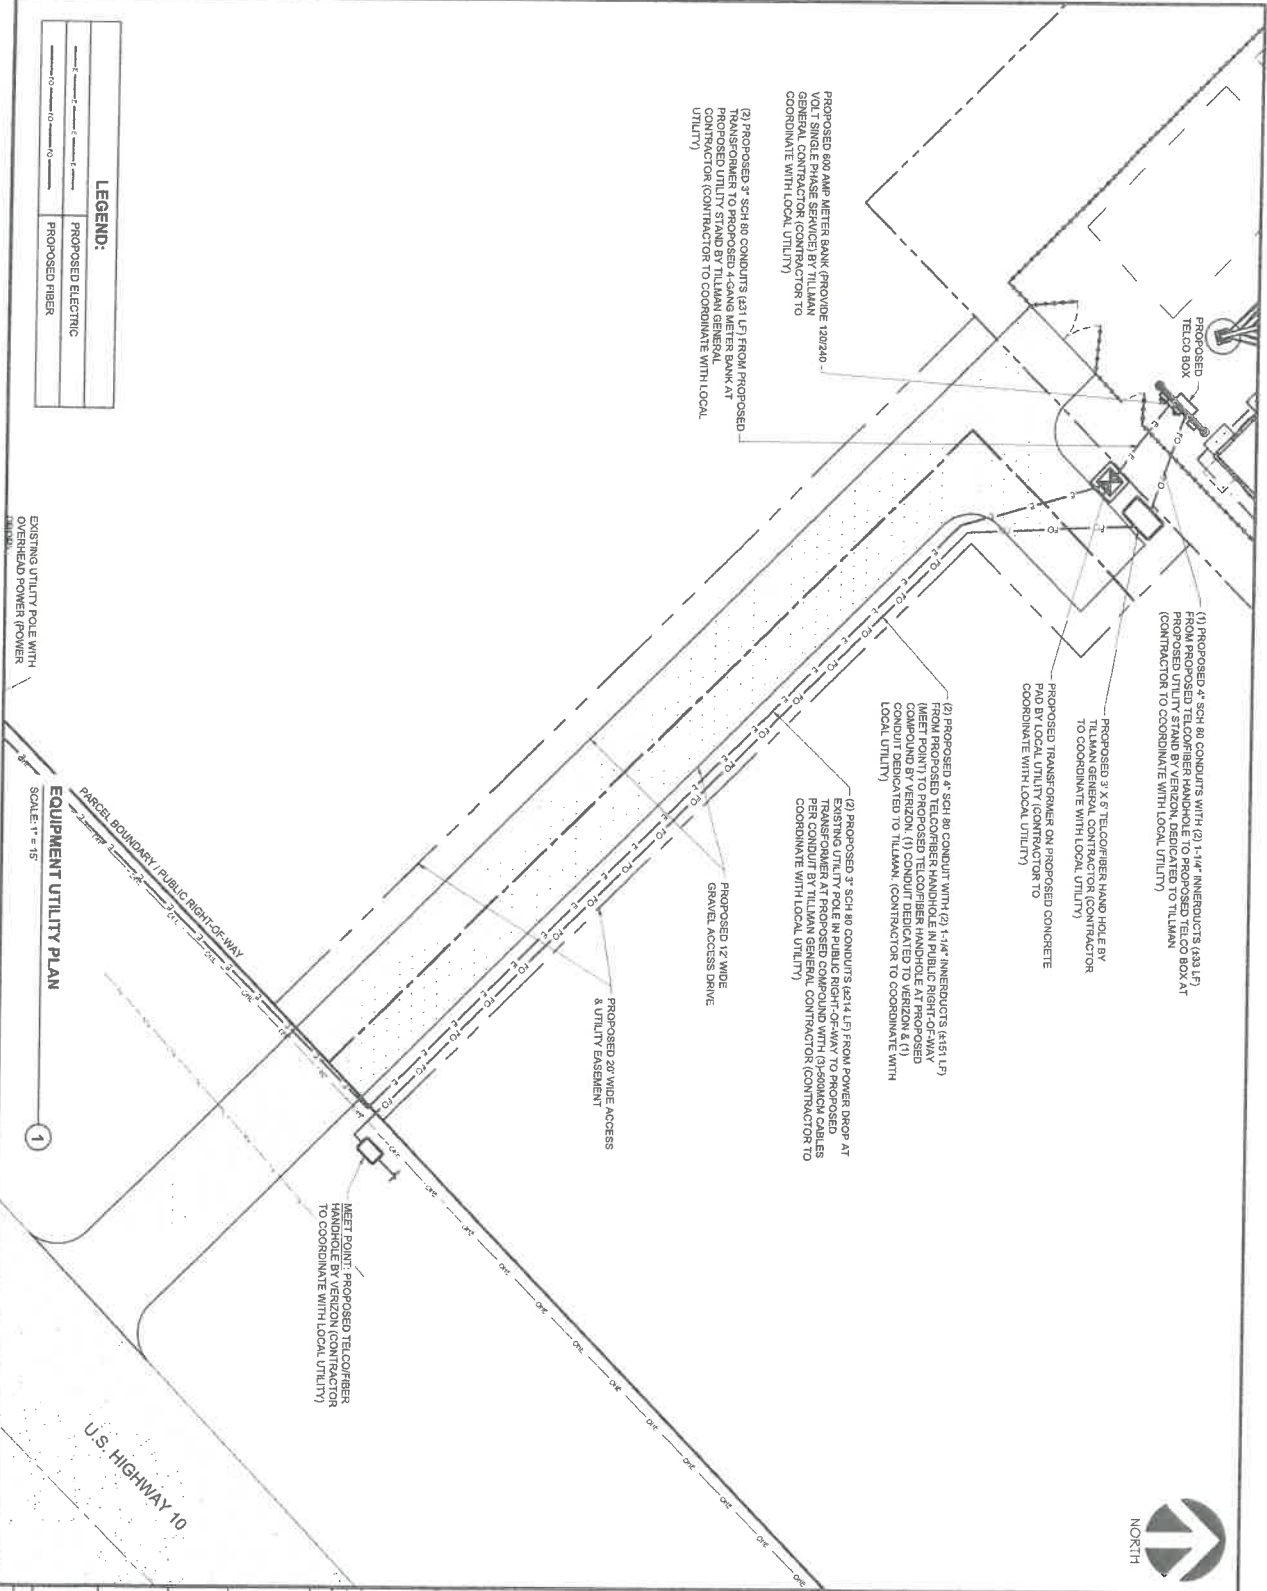 NORTH
PROPOSED
TELCO BOX
(1) PROPOSED 4" SCH 80 CONDUITS WITH (2) 1-1/4" INNERDUCTS (±33 LF)
FROM PROPOSED TELCO/FIBER HANDHOLE TO PROPOSED TELCO BOX AT
PROPOSED UTILITY STAND BY VERIZON, DEDICATED TO TILLMAN
(CONTRACTOR TO COORDINATE WITH LOCAL UTILITY)
PROPOSED 3' X 5' TELCO/FIBER HAND HOLE BY
TILLMAN GENERAL CONTRACTOR (CONTRACTOR
TO COORDINATE WITH LOCAL UTILITY)
PROPOSED TRANSFORMER ON PROPOSED CONCRETE
PAD BY LOCAL UTILITY (CONTRACTOR TO
COORDINATE WITH LOCAL UTILITY)
(2) PROPOSED 4" SCH 80 CONDUIT WITH (2) 1-1/4" INNERDUCTS (±151 LF)
FROM PROPOSED TELCO/FIBER HANDHOLE IN PUBLIC RIGHT-OF-WAY
(MEET POINT) TO PROPOSED TELCO/FIBER HANDHOLE AT PROPOSED
COMPOUND BY VERIZON. (1) CONDUIT DEDICATED TO VERIZON & (1)
CONDUIT DEDICATED TO TILLMAN. (CONTRACTOR TO COORDINATE WITH
LOCAL UTILITY)
(2) PROPOSED 3" SCH 80 CONDUITS (±214 LF) FROM POWER DROP AT
EXISTING UTILITY POLE IN PUBLIC RIGHT-OF-WAY TO PROPOSED
TRANSFORMER AT PROPOSED COMPOUND WITH (3)-500MCM CABLES
PER CONDUIT BY TILLMAN GENERAL CONTRACTOR (CONTRACTOR TO
COORDINATE WITH LOCAL UTILITY)
PROPOSED 12' WIDE
GRAVEL ACCESS DRIVE
PROPOSED 20' WIDE ACCESS
& UTILITY EASEMENT
PROPOSED 600 AMP METER BANK (PROVIDE 120/240
VOLT SINGLE PHASE SERVICE) BY TILLMAN
GENERAL CONTRACTOR (CONTRACTOR TO
COORDINATE WITH LOCAL UTILITY)
(2) PROPOSED 3" SCH 80 CONDUITS (±31 LF) FROM PROPOSED
TRANSFORMER TO PROPOSED 4-GANG METER BANK AT
PROPOSED UTILITY STAND BY TILLMAN GENERAL
CONTRACTOR (CONTRACTOR TO COORDINATE WITH LOCAL
UTILITY)
MEET POINT: PROPOSED TELCO/FIBER
HANDHOLE BY VERIZON (CONTRACTOR
TO COORDINATE WITH LOCAL UTILITY)
PARCEL BOUNDARY / PUBLIC RIGHT-OF-WAY
U.S. HIGHWAY 10
LEGEND:
E E E PROPOSED ELECTRIC
FO FO FO PROPOSED FIBER
EXISTING UTILITY POLE WITH
OVERHEAD POWER (POWER
EQUIPMENT UTILITY PLAN
SCALE: 1" = 15'
1